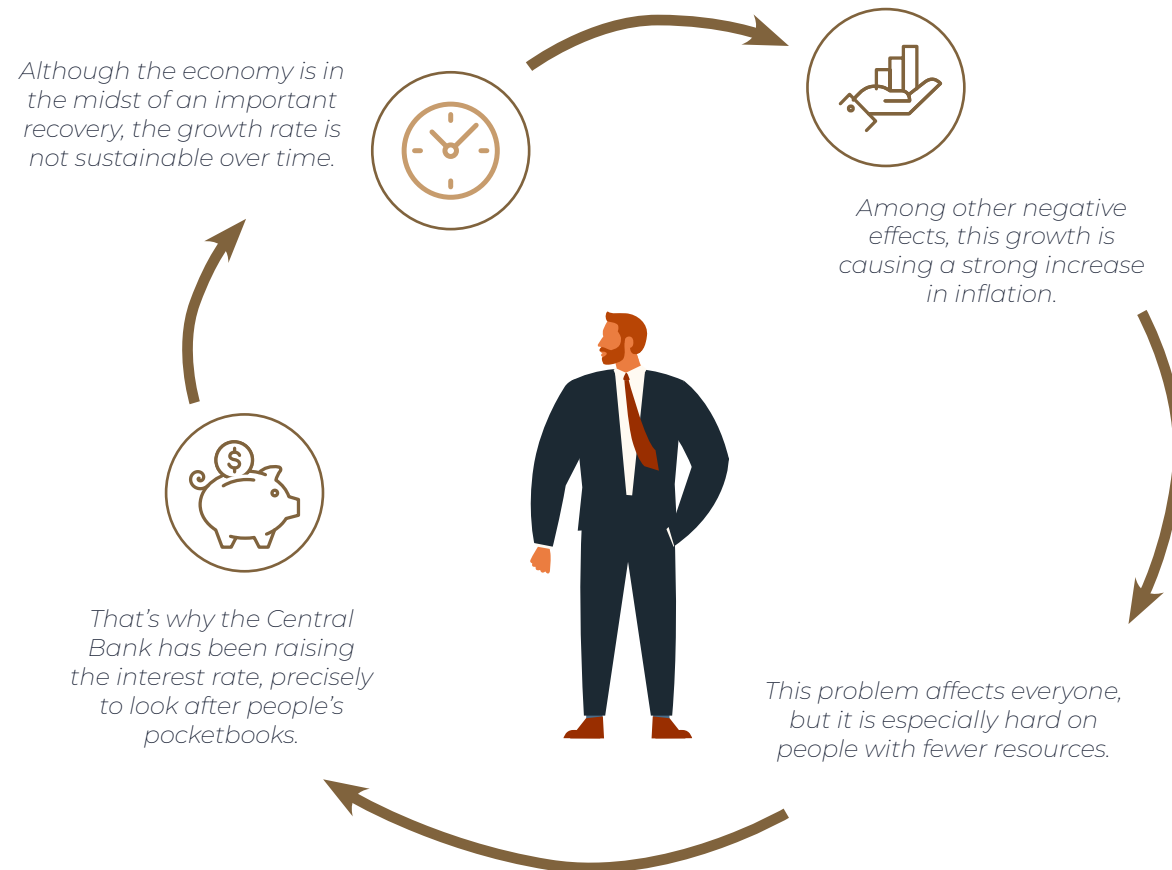 Although the economy is in
the midst of an important
recovery, the growth rate is
not sustainable over time.
Among other negative
effects, this growth is
causing a strong increase
in inflation.
This problem affects everyone,
but it is especially hard on
people with fewer resources.
That’s why the Central
Bank has been raising
the interest rate, precisely
to look after people’s
pocketbooks.
$